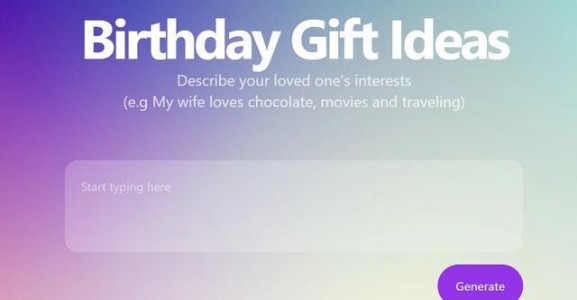 Birthday Gift Ideas
Describe your loved one's interests
(e.g My wife loves chocolate, movies and traveling)
Start typing here
Generate